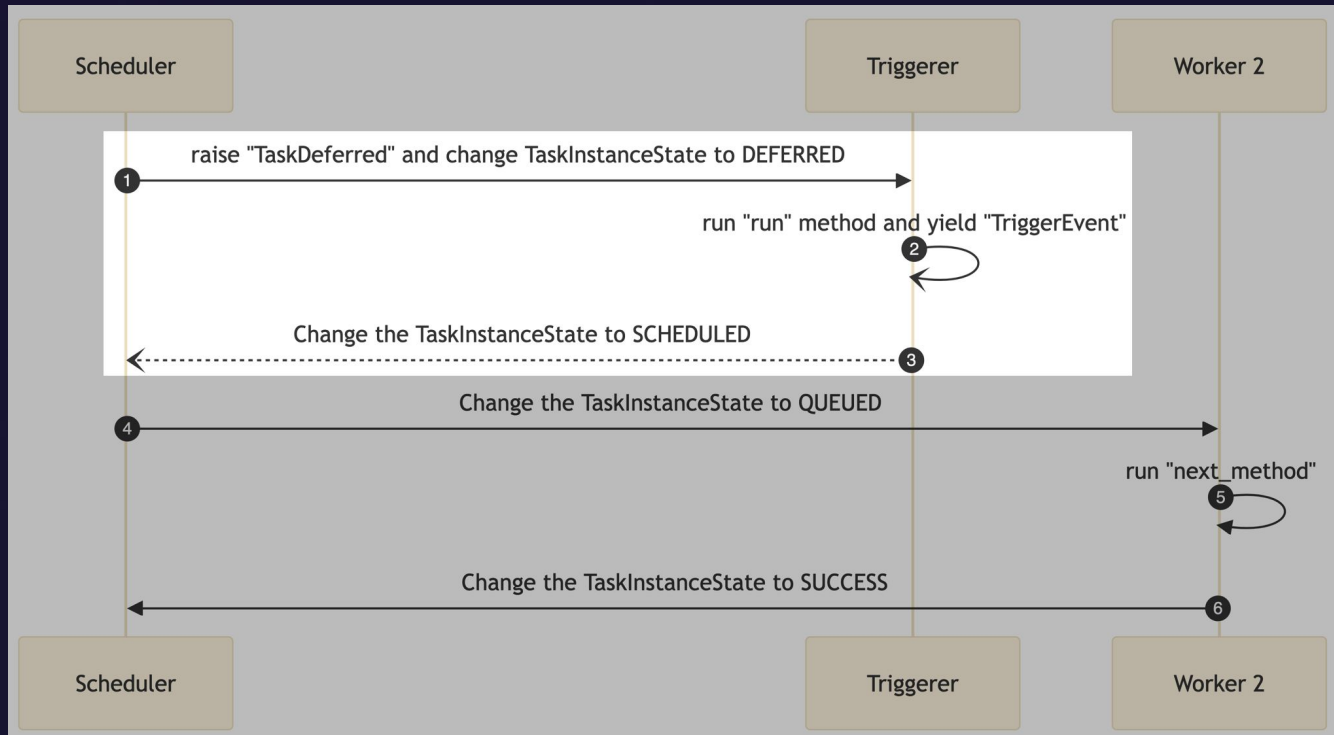 Scheduler
Triggerer
Worker 2
raise "TaskDeferred" and change TaskInstanceState to DEFERRED
1
run "run" method and yield "TriggerEvent"
2
Change the TaskInstanceState to SCHEDULED
3
Change the TaskInstanceState to QUEUED
4
run "next_method"
5
Change the TaskInstanceState to SUCCESS
6
Scheduler
Triggerer
Worker 2